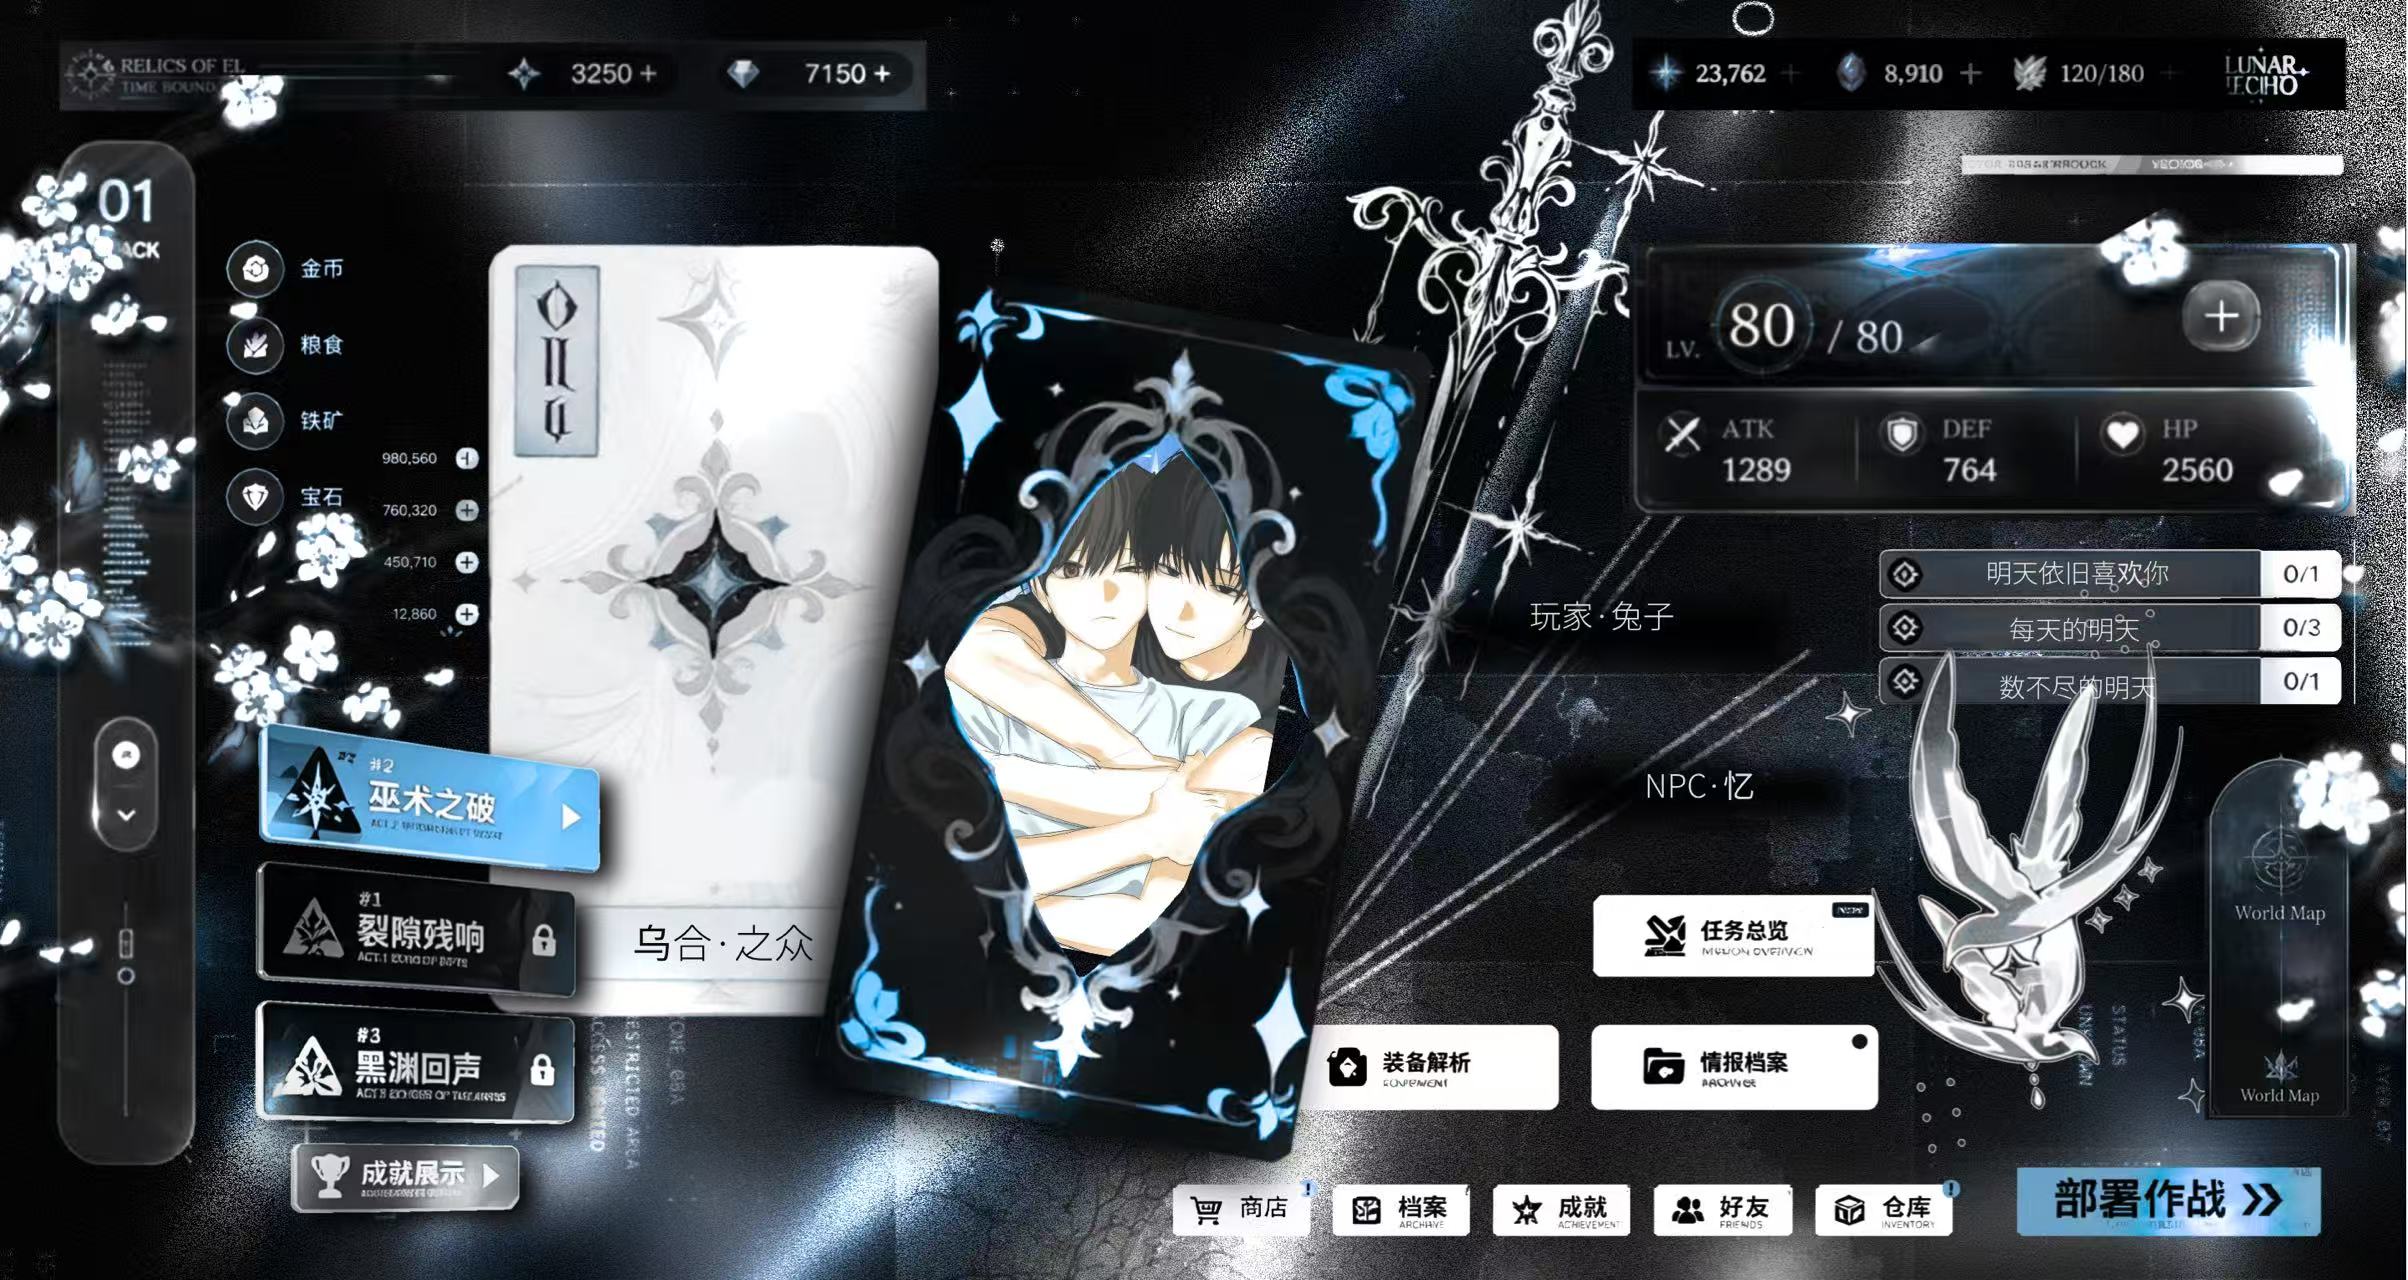 RELICS OF EL
TIME BOUND
3250 +
7150 +
23,762 +
8,910 +
120/180 +
LUNAR
ECHO
01
ACK
金币
粮食
铁矿
宝石
980,560
760,320
450,710
12,860
LV. 80 / 80
ATK
1289
DEF
764
HP
2560
明天依旧喜欢你 0/1
每天的明天 0/3
数不尽的明天 0/1
玩家·兔子
NPC·忆
#2
巫术之破
#1
裂隙残响
#3
黑渊回声
成就展示
乌合·之众
任务总览
装备解析
情报档案
STATUS
World Map
World Map
商店
档案
ARCHIVE
成就
ACHIEVEMENT
好友
FRIENDS
仓库
INVENTORY
部署作战